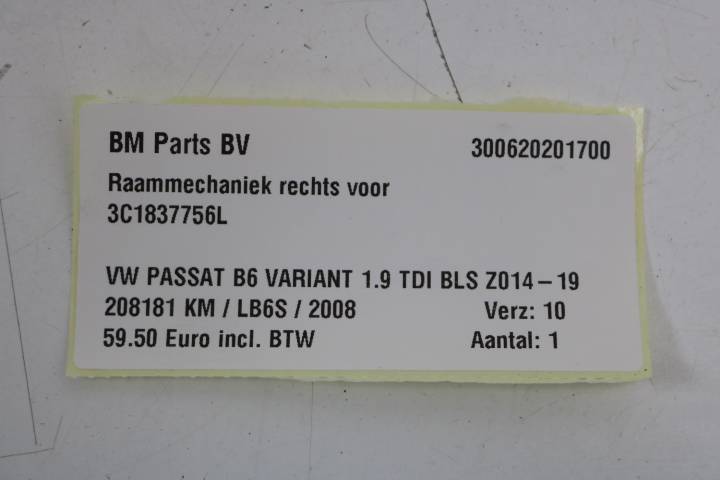 BM Parts BV 300620201700
Raammechaniek rechts voor
3C1837756L
VW PASSAT B6 VARIANT 1.9 TDI BLS Z014-19
208181 KM / LB6S / 2008 Verz: 10
59.50 Euro incl. BTW Aantal: 1